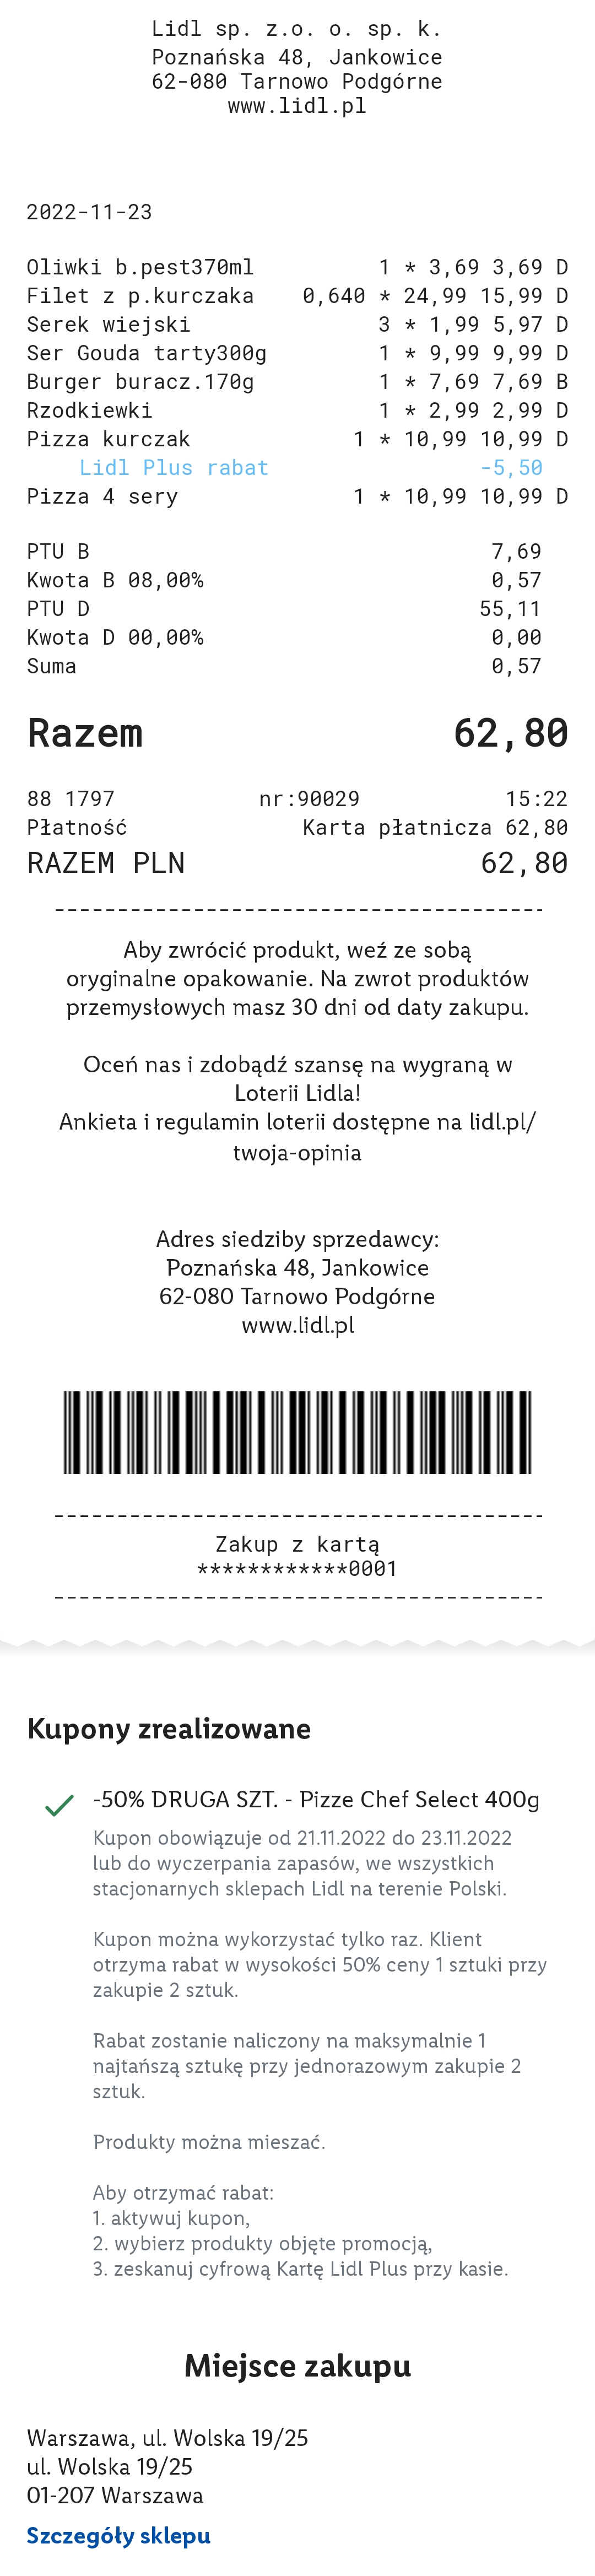 Lidl sp. z.o. o. sp. k.
Poznańska 48, Jankowice
62-080 Tarnowo Podgórne
www.lidl.pl
2022-11-23
Oliwki b.pest370ml 1 * 3,69 3,69 D
Filet z p.kurczaka 0,640 * 24,99 15,99 D
Serek wiejski 3 * 1,99 5,97 D
Ser Gouda tarty300g 1 * 9,99 9,99 D
Burger buracz.170g 1 * 7,69 7,69 B
Rzodkiewki 1 * 2,99 2,99 D
Pizza kurczak 1 * 10,99 10,99 D
Lidl Plus rabat -5,50
Pizza 4 sery 1 * 10,99 10,99 D
PTU B 7,69
Kwota B 08,00% 0,57
PTU D 55,11
Kwota D 00,00% 0,00
Suma 0,57
Razem 62,80
88 1797 nr:90029 15:22
Płatność Karta płatnicza 62,80
RAZEM PLN 62,80
Aby zwrócić produkt, weź ze sobą
oryginalne opakowanie. Na zwrot produktów
przemysłowych masz 30 dni od daty zakupu.
Oceń nas i zdobądź szansę na wygraną w
Loterii Lidla!
Ankieta i regulamin loterii dostępne na lidl.pl/
twoja-opinia
Adres siedziby sprzedawcy:
Poznańska 48, Jankowice
62-080 Tarnowo Podgórne
www.lidl.pl
Zakup z kartą
************0001
Kupony zrealizowane
-50% DRUGA SZT. - Pizze Chef Select 400g
Kupon obowiązuje od 21.11.2022 do 23.11.2022
lub do wyczerpania zapasów, we wszystkich
stacjonarnych sklepach Lidl na terenie Polski.
Kupon można wykorzystać tylko raz. Klient
otrzyma rabat w wysokości 50% ceny 1 sztuki przy
zakupie 2 sztuk.
Rabat zostanie naliczony na maksymalnie 1
najtańszą sztukę przy jednorazowym zakupie 2
sztuk.
Produkty można mieszać.
Aby otrzymać rabat:
1. aktywuj kupon,
2. wybierz produkty objęte promocją,
3. zeskanuj cyfrową Kartę Lidl Plus przy kasie.
Miejsce zakupu
Warszawa, ul. Wolska 19/25
ul. Wolska 19/25
01-207 Warszawa
Szczegóły sklepu